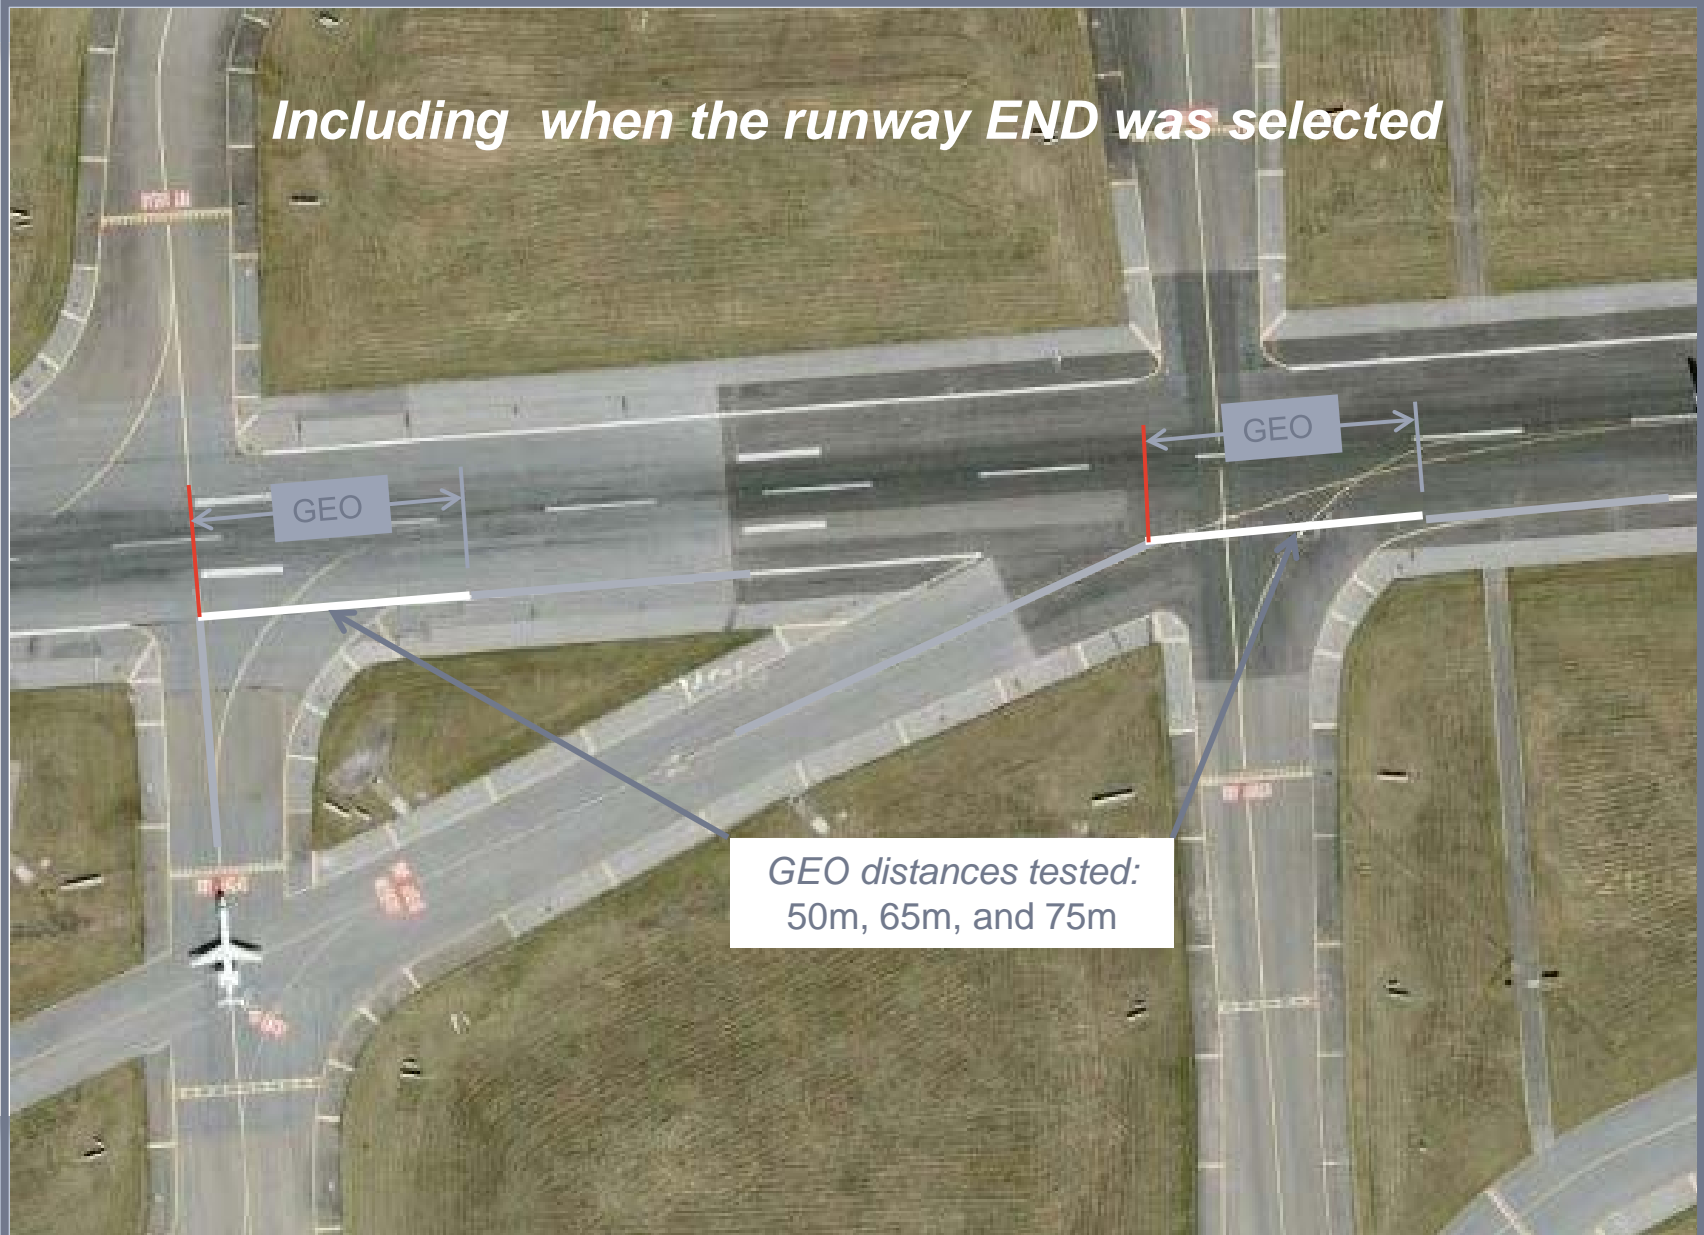 Including when the runway END was selected
GEO
GEO
GEO distances tested:
50m, 65m, and 75m